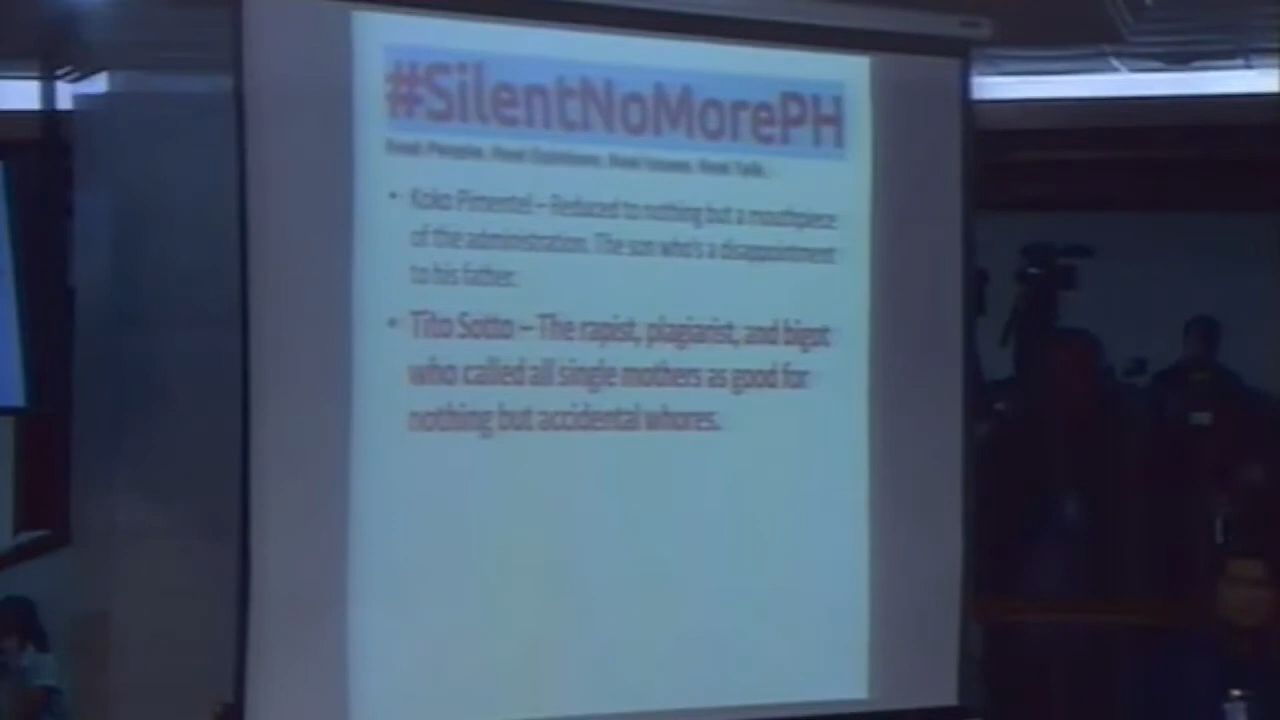 #SilentNoMorePH
Real People. Real Opinions. Real Issues. Real Talk.
• Koko Pimentel – Reduced to nothing but a mouthpiece
of the administration. The son who's a disappointment
to his father.
• Tito Sotto – The rapist, plagiarist, and bigot
who called all single mothers as good for
nothing but accidental whores.